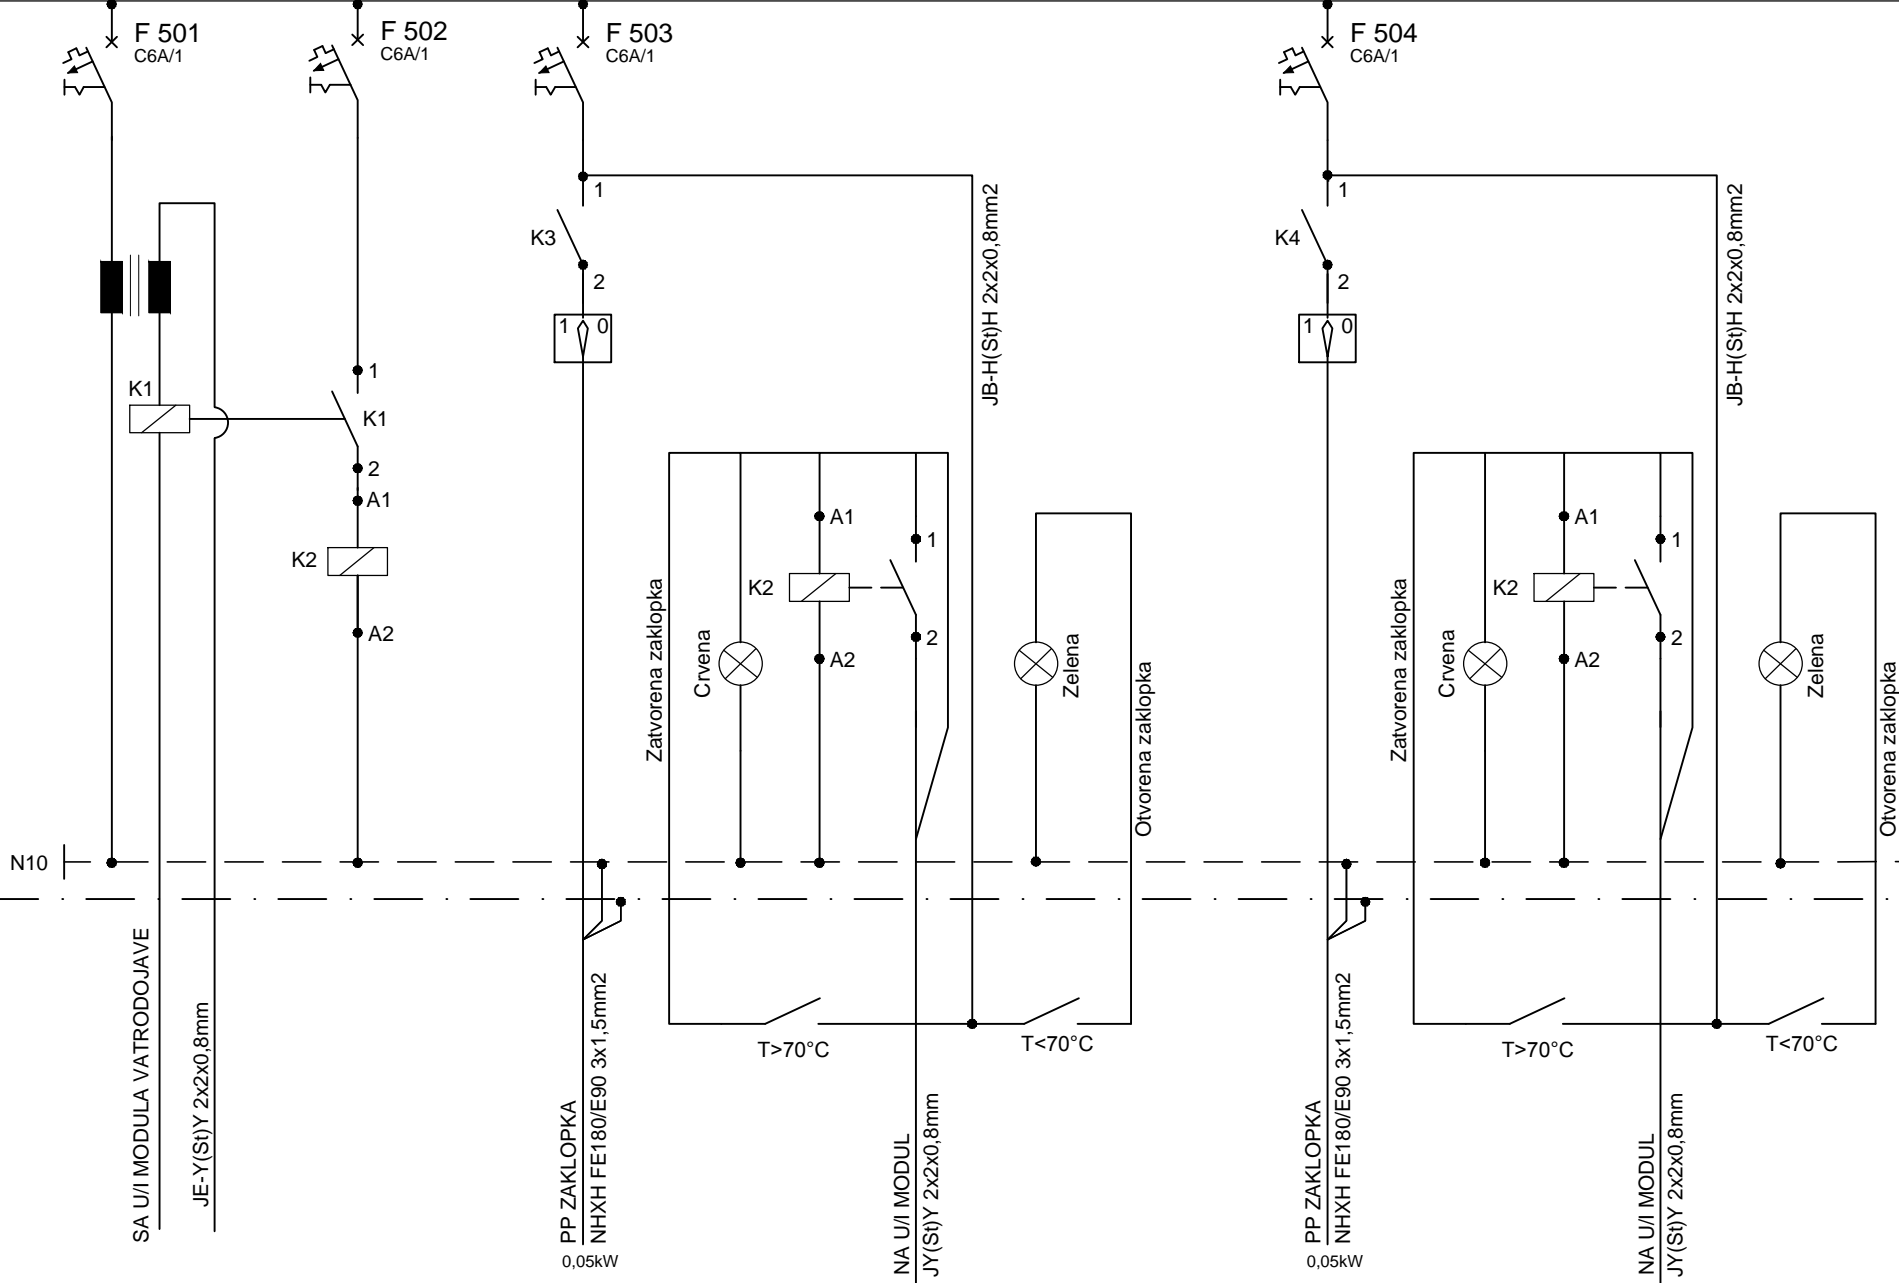 F 501
C6A/1
F 502
C6A/1
F 503
C6A/1
F 504
C6A/1
1
K3
2
1 0
JB-H(St)H 2x2x0,8mm2
1
K4
2
1 0
JB-H(St)H 2x2x0,8mm2
K1
1
K1
2
A1
K2
A2
Zatvorena zaklopka
Crvena
A1
K2
A2
1
2
Zelena
Otvorena zaklopka
Zatvorena zaklopka
Crvena
A1
K2
A2
1
2
Zelena
Otvorena zaklopka
N10
SA U/I MODULA VATRODOJAVE
JE-Y(St)Y 2x2x0,8mm
PP ZAKLOPKA
NHXH FE180/E90 3x1,5mm2
0,05kW
T>70°C
T<70°C
NA U/I MODUL
JY(St)Y 2x2x0,8mm
PP ZAKLOPKA
NHXH FE180/E90 3x1,5mm2
0,05kW
T>70°C
T<70°C
NA U/I MODUL
JY(St)Y 2x2x0,8mm